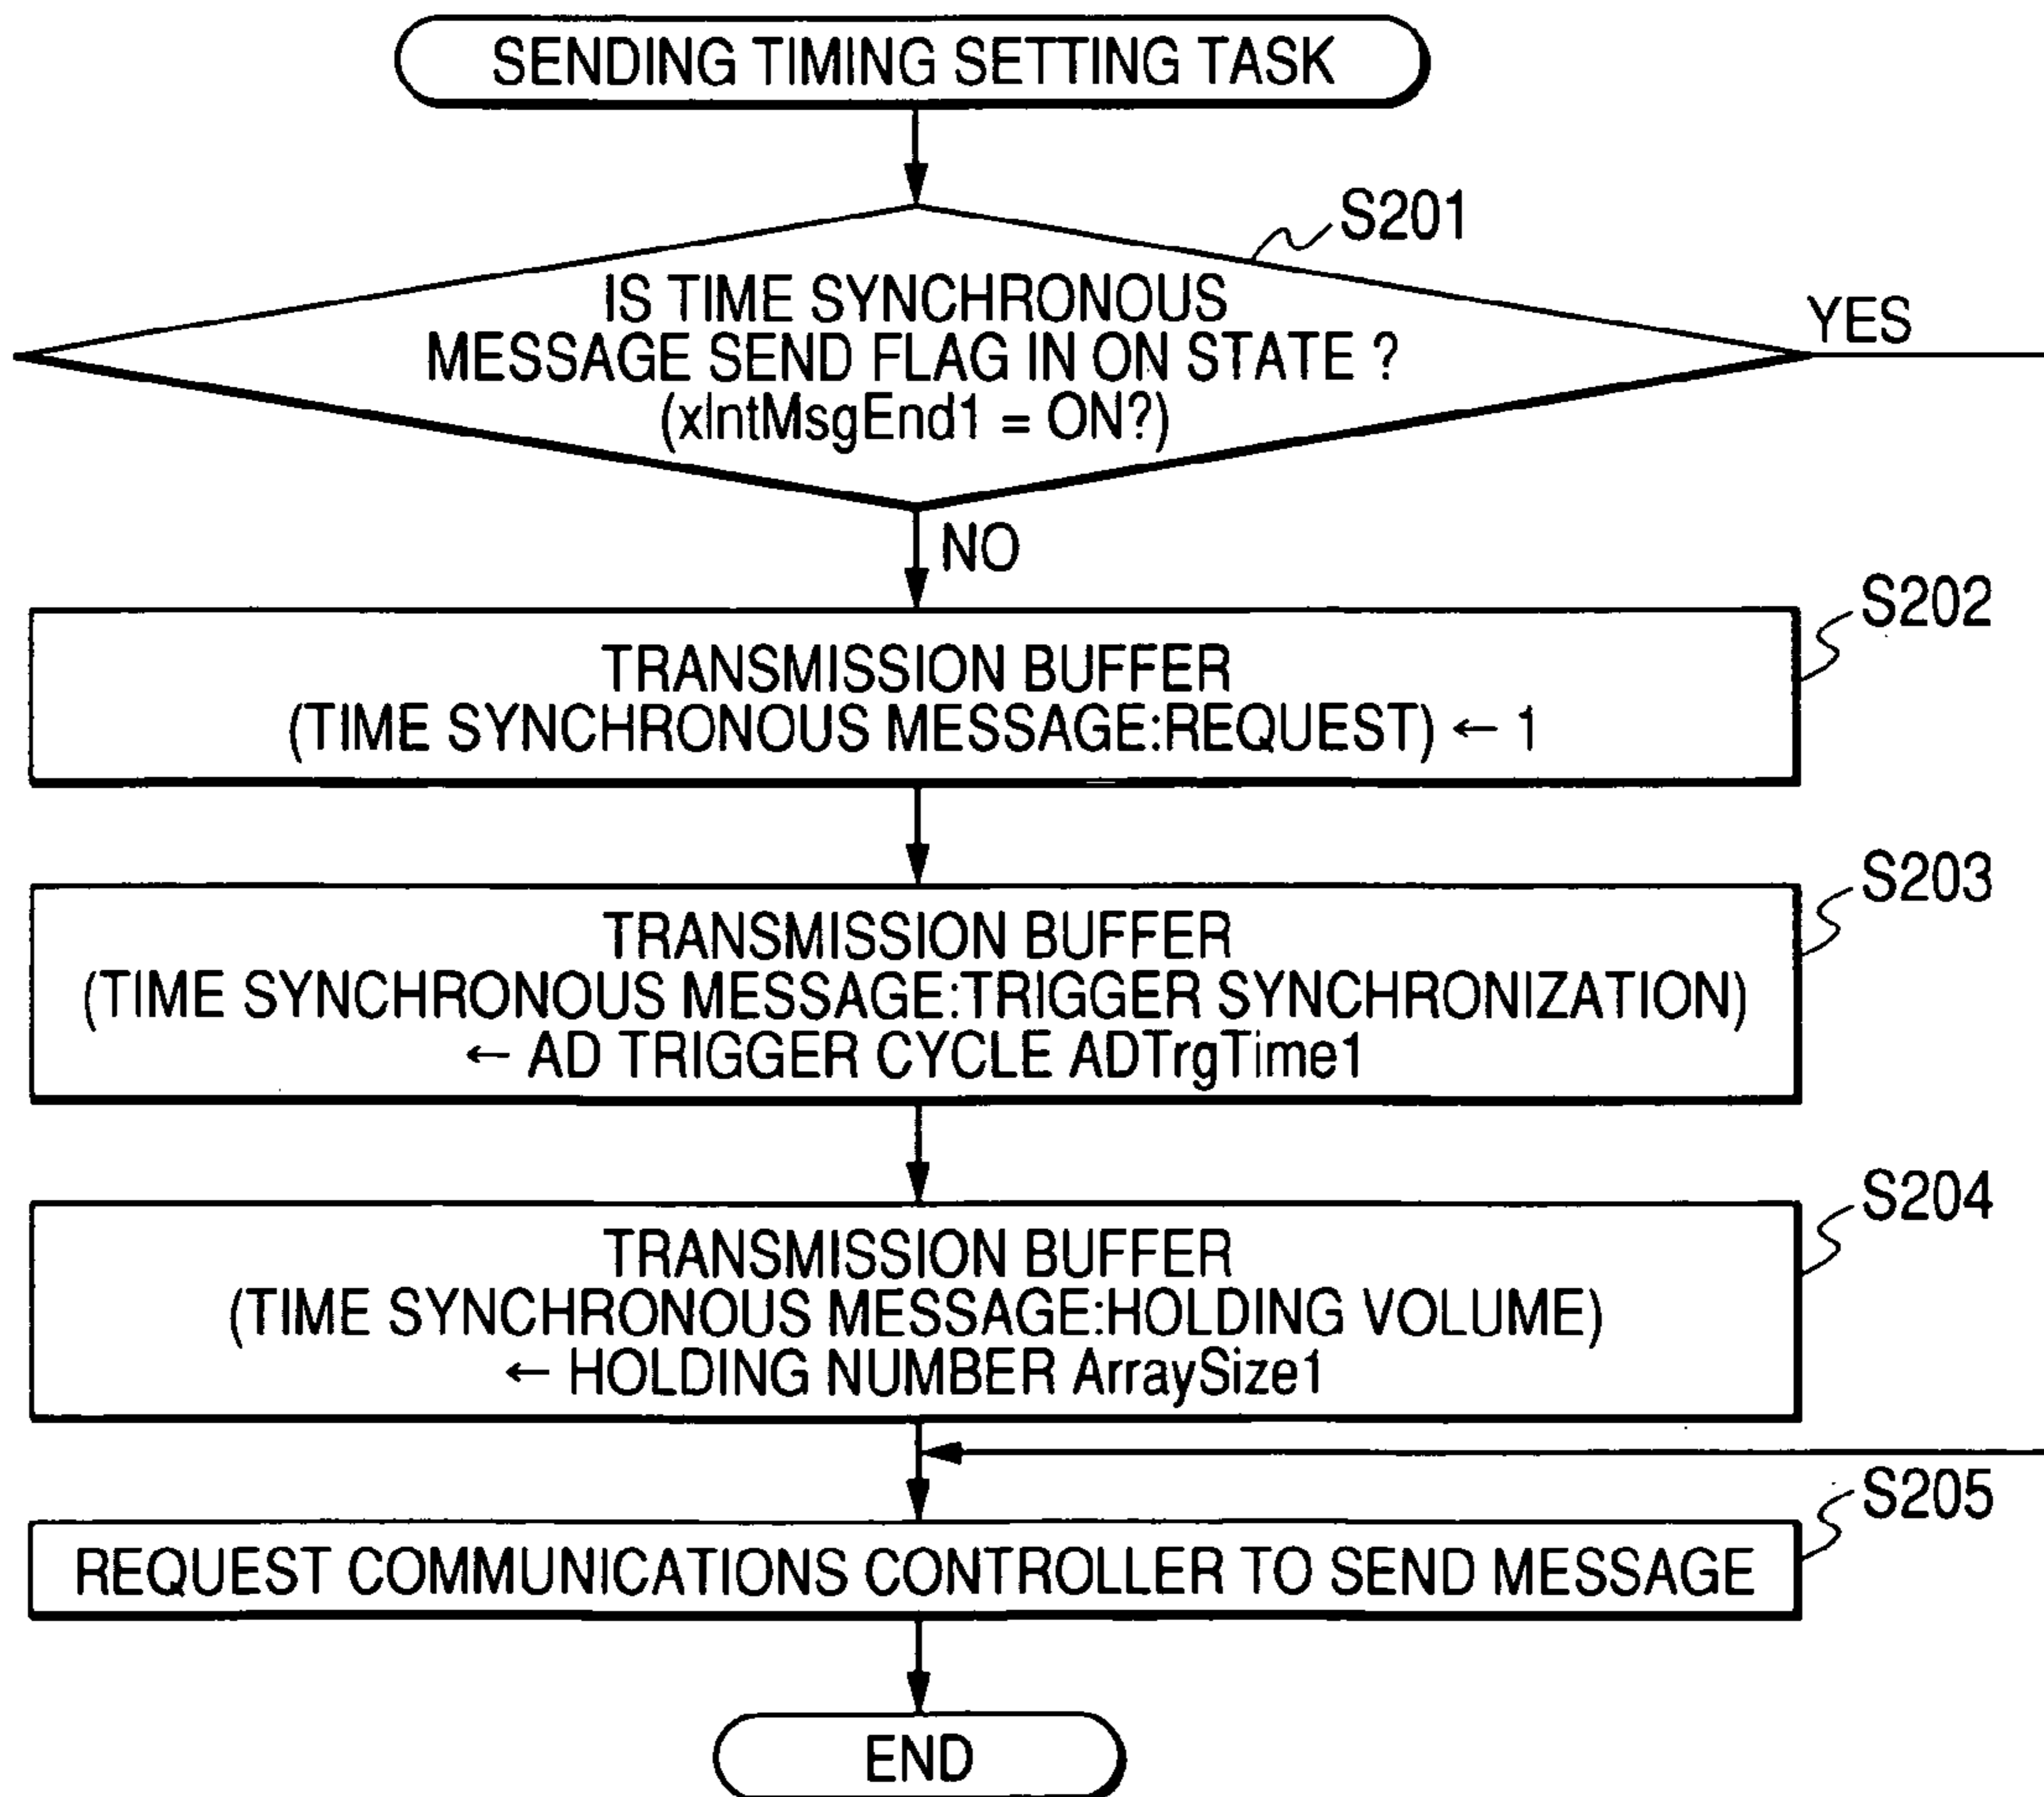 SENDING TIMING SETTING TASK
S201
IS TIME SYNCHRONOUS
MESSAGE SEND FLAG IN ON STATE ?
(xIntMsgEnd1 = ON?)
YES
NO
S202
TRANSMISSION BUFFER
(TIME SYNCHRONOUS MESSAGE:REQUEST) ← 1
S203
TRANSMISSION BUFFER
(TIME SYNCHRONOUS MESSAGE:TRIGGER SYNCHRONIZATION)
← AD TRIGGER CYCLE ADTrgTime1
S204
TRANSMISSION BUFFER
(TIME SYNCHRONOUS MESSAGE:HOLDING VOLUME)
← HOLDING NUMBER ArraySize1
S205
REQUEST COMMUNICATIONS CONTROLLER TO SEND MESSAGE
END